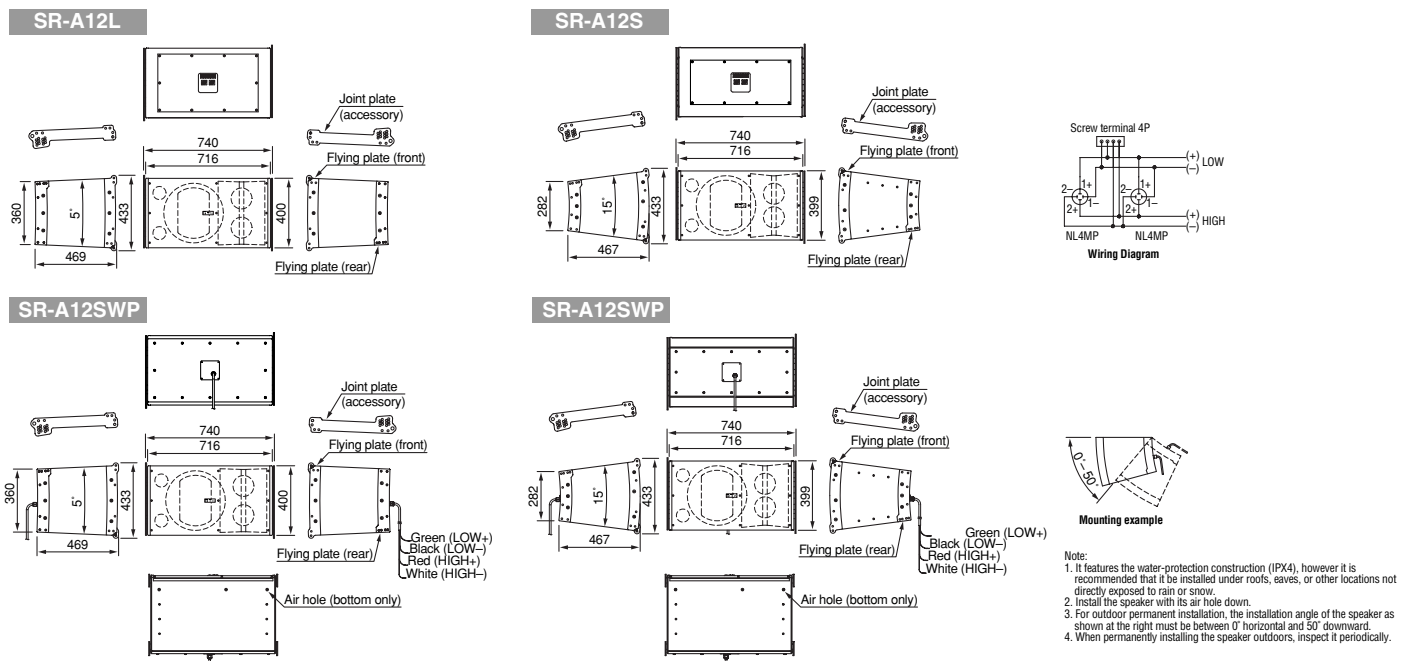 SR-A12L
Joint plate
(accessory)
740
716
Flying plate (front)
360
5˚
433
400
469
Flying plate (rear)
SR-A12S
Joint plate
(accessory)
740
716
Flying plate (front)
282
15˚
433
399
467
Flying plate (rear)
Screw terminal 4P
(+)
LOW
(–)
2–
1+
2+
1–
2–
1+
2+
1–
(+)
HIGH
(–)
NL4MP
NL4MP
Wiring Diagram
SR-A12SWP
Joint plate
(accessory)
740
716
Flying plate (front)
360
5˚
433
400
469
Flying plate (rear)
Green (LOW+)
Black (LOW–)
Red (HIGH+)
White (HIGH–)
Air hole (bottom only)
SR-A12SWP
Joint plate
(accessory)
740
716
Flying plate (front)
282
15˚
433
399
467
Flying plate (rear)
Green (LOW+)
Black (LOW–)
Red (HIGH+)
White (HIGH–)
Air hole (bottom only)
0˚–50˚
Mounting example
Note:
1. It features the water-protection construction (IPX4), however it is
recommended that it be installed under roofs, eaves, or other locations not
directly exposed to rain or snow.
2. Install the speaker with its air hole down.
3. For outdoor permanent installation, the installation angle of the speaker as
shown at the right must be between 0˚ horizontal and 50˚ downward.
4. When permanently installing the speaker outdoors, inspect it periodically.